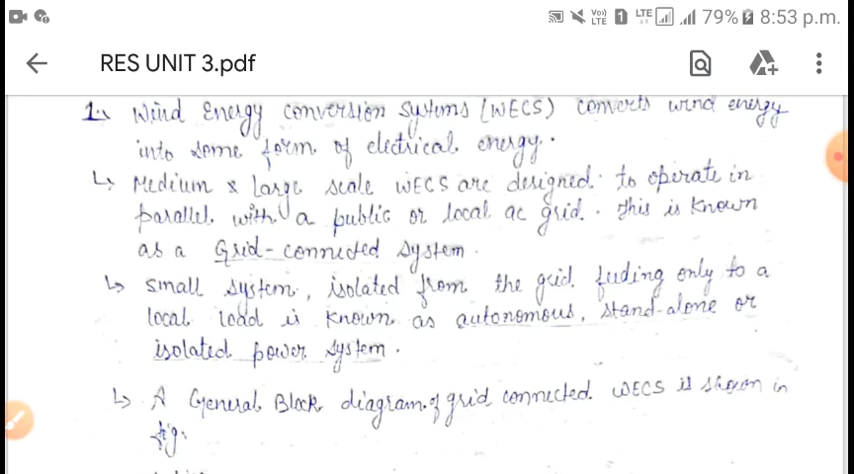 Vo) LTE 1 LTE 79% 8:53 p.m.
RES UNIT 3.pdf
1. Wind Energy conversion systems (WECS) converts wind energy
into some form of electrical energy.
↳ Medium & Large scale WECS are designed to operate in
parallel with a public or local ac grid. This is known
as a Grid-connected system.
↳ small system, isolated from the grid, feeding only to a
local load is known as autonomous, stand-alone or
isolated power system.
↳ A General Block diagram of grid connected WECS is shown in
fig.